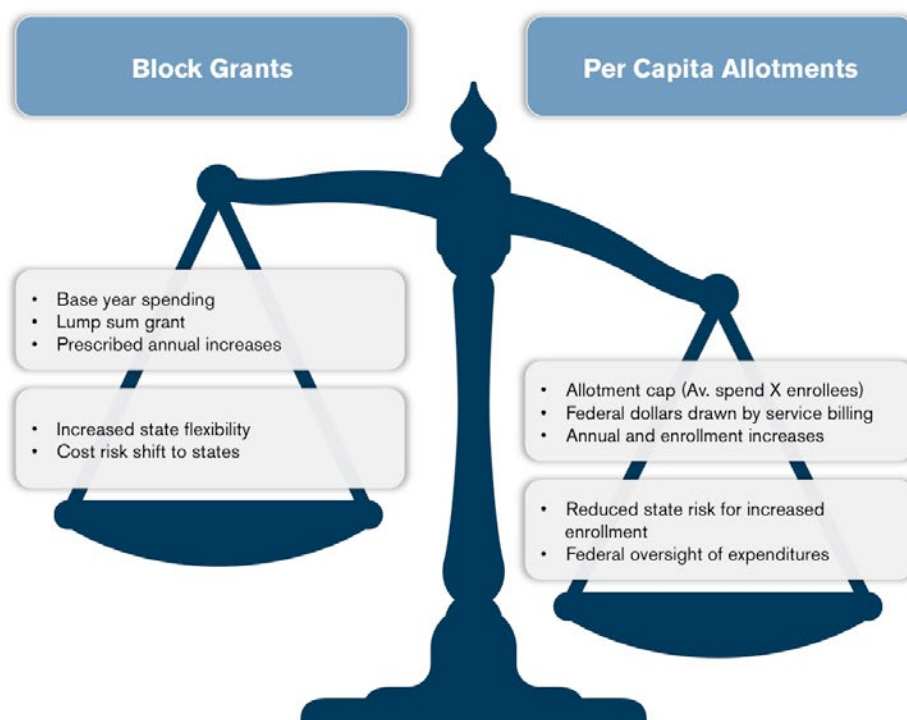 Block Grants
Per Capita Allotments
• Base year spending
• Lump sum grant
• Prescribed annual increases
• Increased state flexibility
• Cost risk shift to states
• Allotment cap (Av. spend X enrollees)
• Federal dollars drawn by service billing
• Annual and enrollment increases
• Reduced state risk for increased
enrollment
• Federal oversight of expenditures